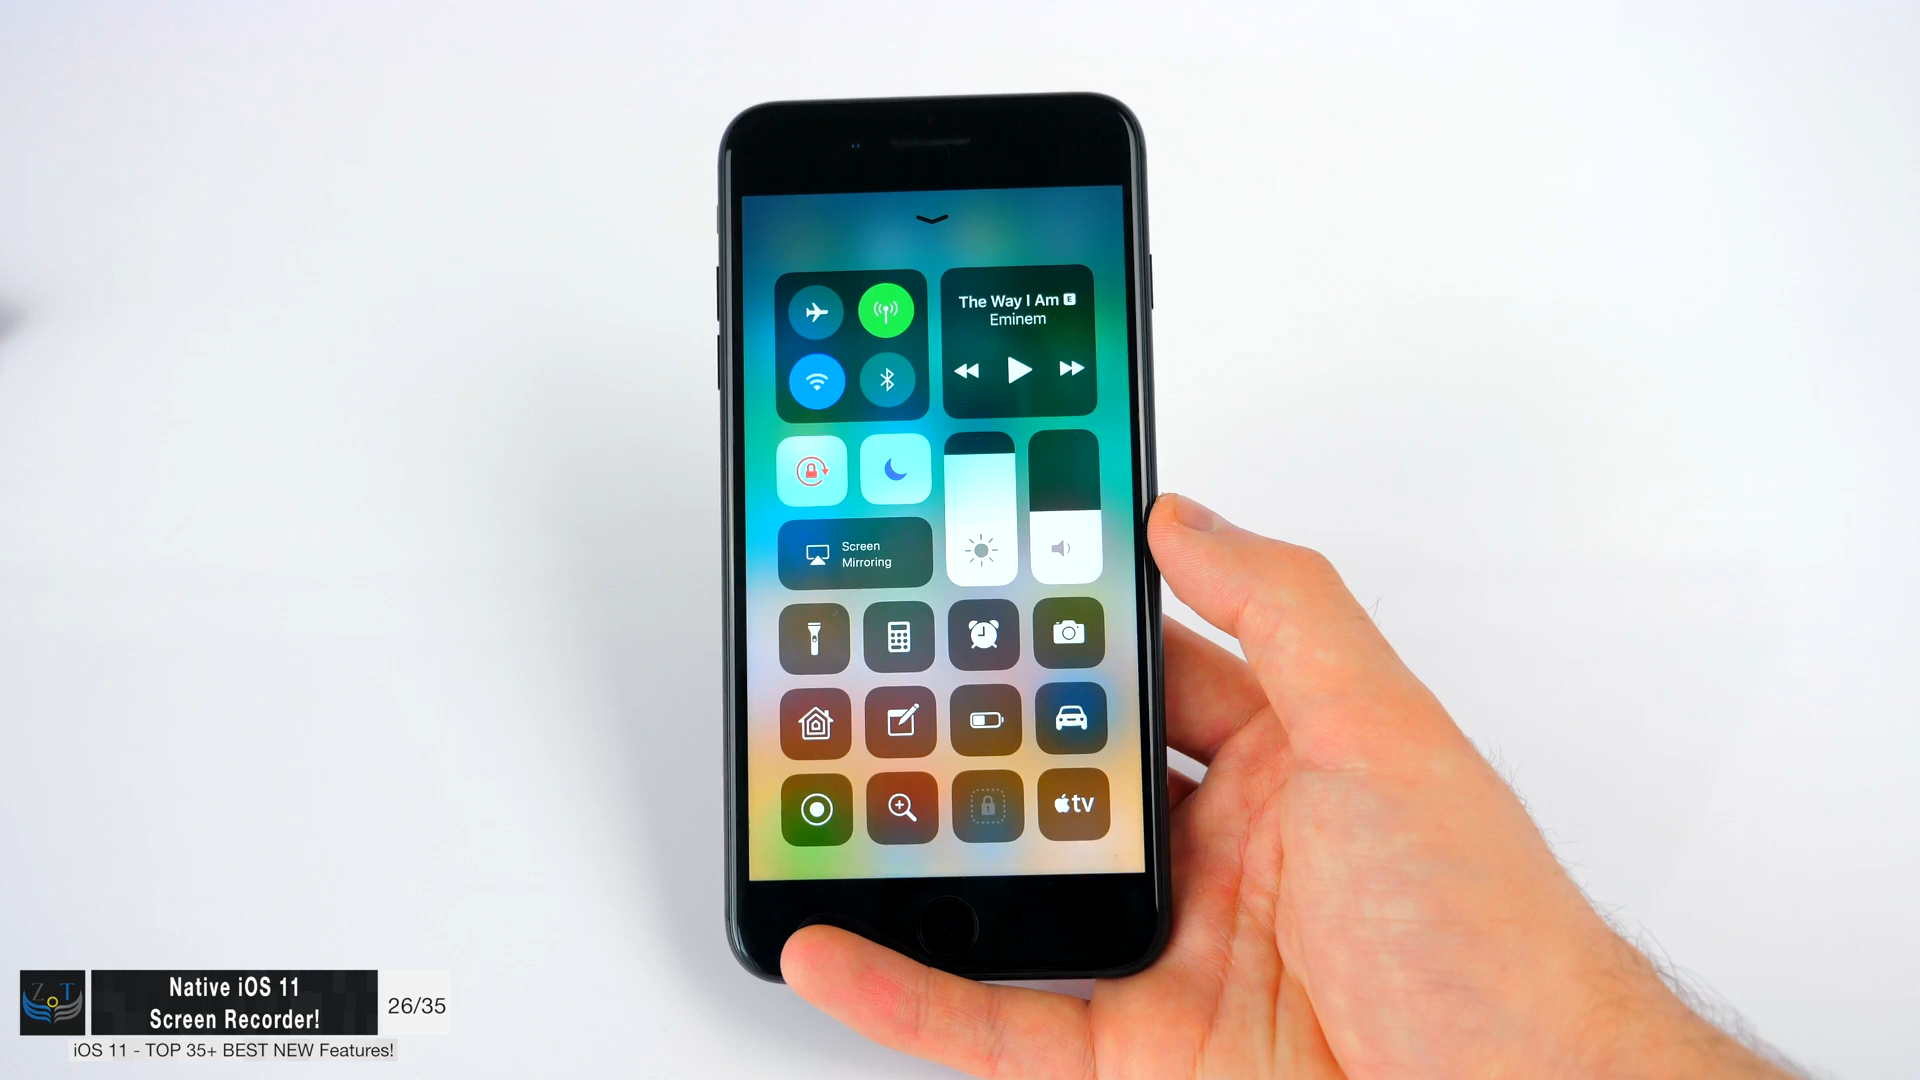 The Way I Am E
Eminem
Screen
Mirroring
tv
ZoT
Native iOS 11
Screen Recorder!
26/35
iOS 11 - TOP 35+ BEST NEW Features!